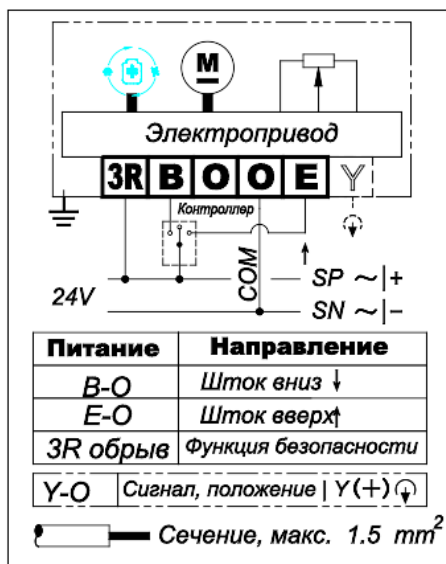 M
Электропривод
3R B O O E Y
Контроллер
COM
24V
SP ~|+
SN ~|−
Питание Направление
B-O Шток вниз ↓
E-O Шток вверх↑
3R обрыв Функция безопасности
Y-O Сигнал, положение | Y(+)
Сечение, макс. 1.5 mm²